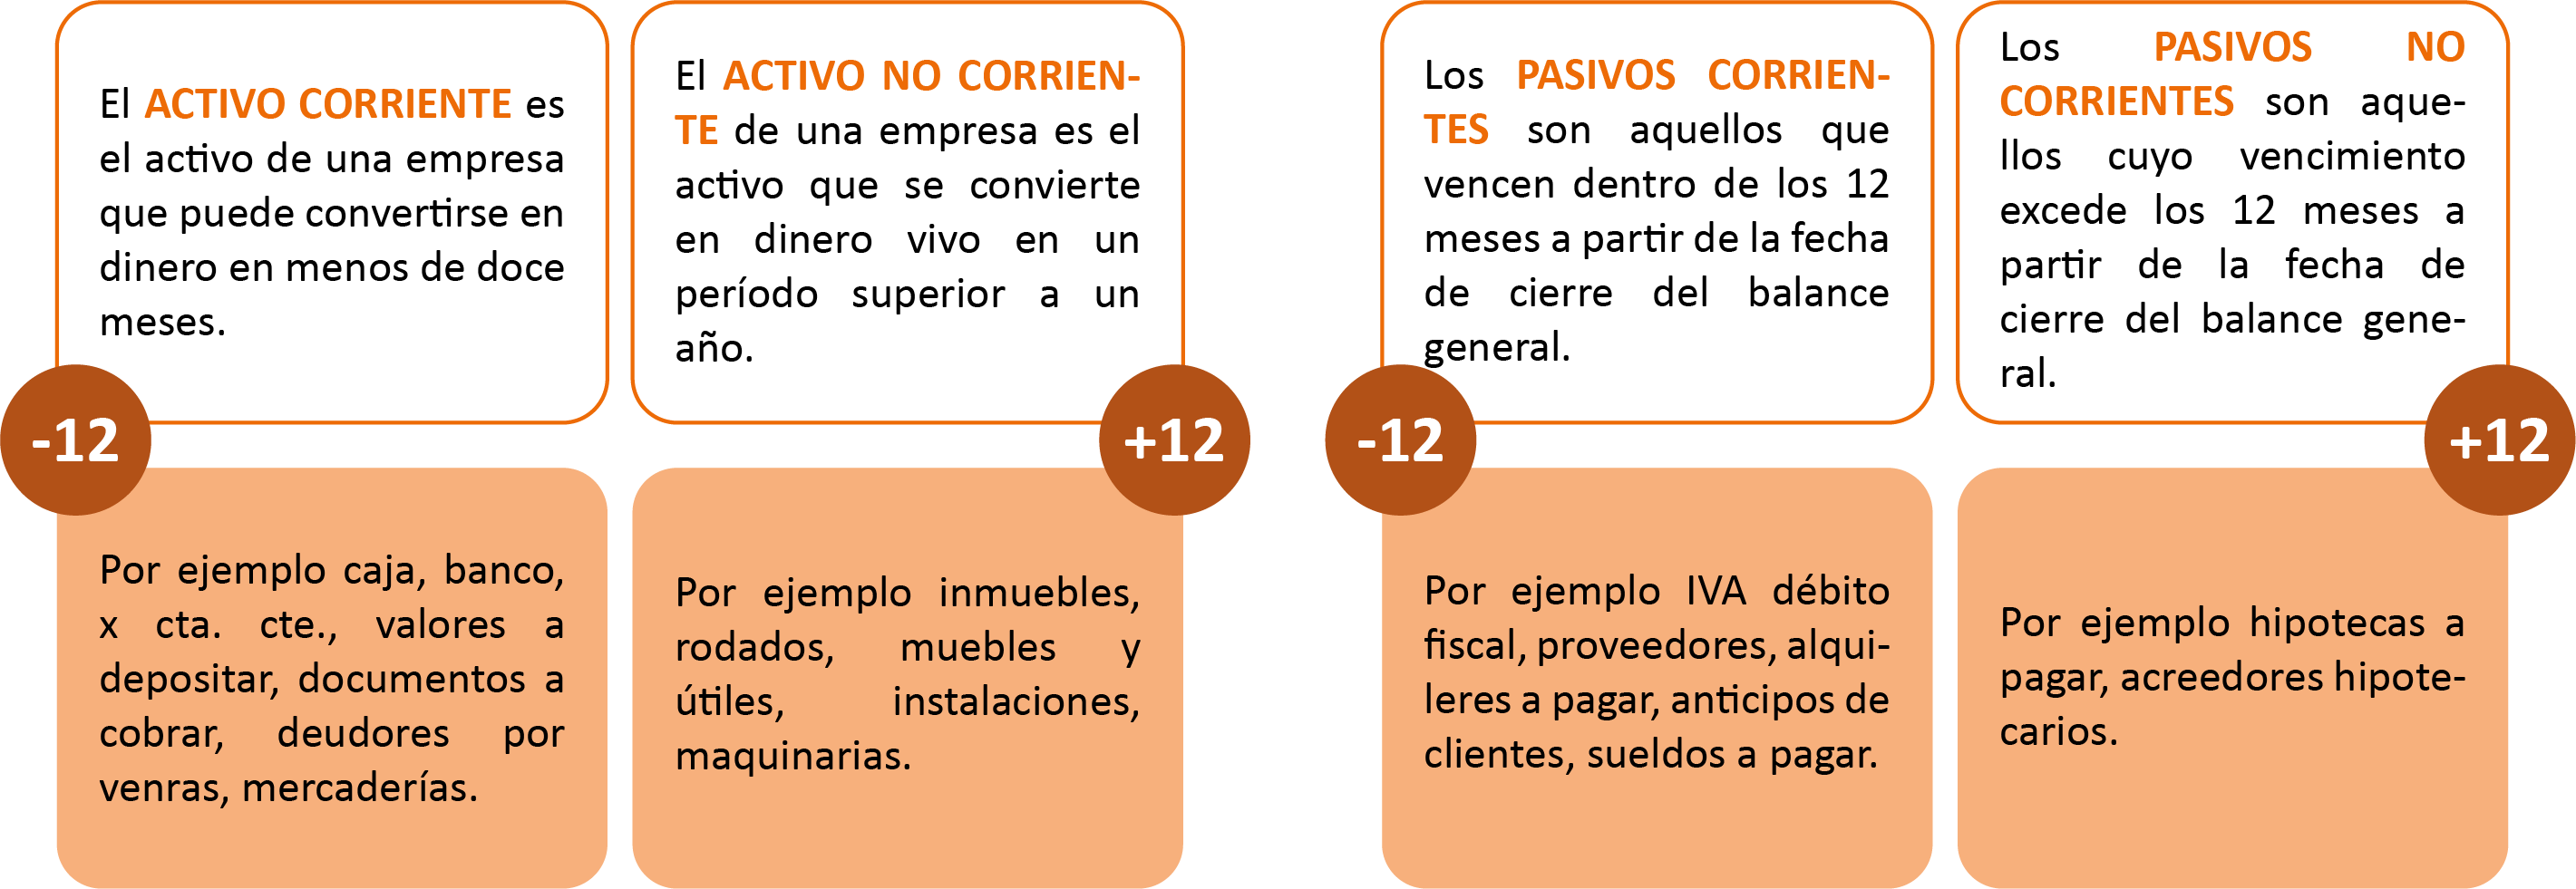 El ACTIVO CORRIENTE es
el activo de una empresa
que puede convertirse en
dinero en menos de doce
meses.
-12
Por ejemplo caja, banco,
x cta. cte., valores a
depositar, documentos a
cobrar, deudores por
venras, mercaderías.
El ACTIVO NO CORRIEN-
TE de una empresa es el
activo que se convierte
en dinero vivo en un
período superior a un
año.
+12
Por ejemplo inmuebles,
rodados, muebles y
útiles, instalaciones,
maquinarias.
Los PASIVOS CORRIEN-
TES son aquellos que
vencen dentro de los 12
meses a partir de la fecha
de cierre del balance
general.
-12
Por ejemplo IVA débito
fiscal, proveedores, alqui-
leres a pagar, anticipos de
clientes, sueldos a pagar.
Los PASIVOS NO
CORRIENTES son aque-
llos cuyo vencimiento
excede los 12 meses a
partir de la fecha de
cierre del balance gene-
ral.
+12
Por ejemplo hipotecas a
pagar, acreedores hipote-
carios.